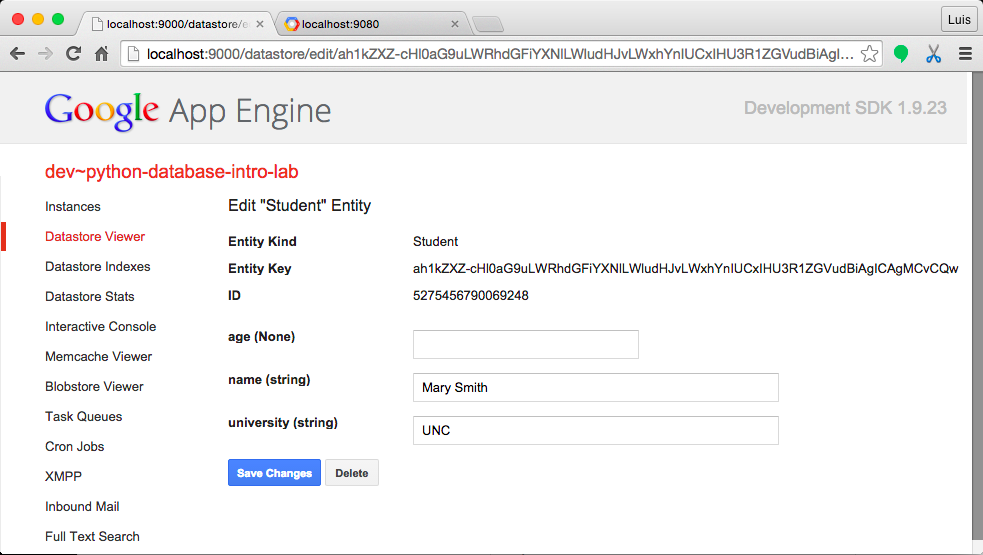 localhost:9000/datastore/e
localhost:9080
Luis
localhost:9000/datastore/edit/ah1kZXZ-cHl0aG9uLWRhdGFiYXNlLWludHJvLWxhYnIUCxIHU3R1ZGVudBiAgI...
Google App Engine
Development SDK 1.9.23
dev~python-database-intro-lab
Instances
Datastore Viewer
Datastore Indexes
Datastore Stats
Interactive Console
Memcache Viewer
Blobstore Viewer
Task Queues
Cron Jobs
XMPP
Inbound Mail
Full Text Search
Edit "Student" Entity
Entity Kind Student
Entity Key ah1kZXZ-cHl0aG9uLWRhdGFiYXNlLWludHJvLWxhYnIUCxIHU3R1ZGVudBiAgICAgMCvCQw
ID 5275456790069248
age (None)
name (string) Mary Smith
university (string) UNC
Save Changes Delete